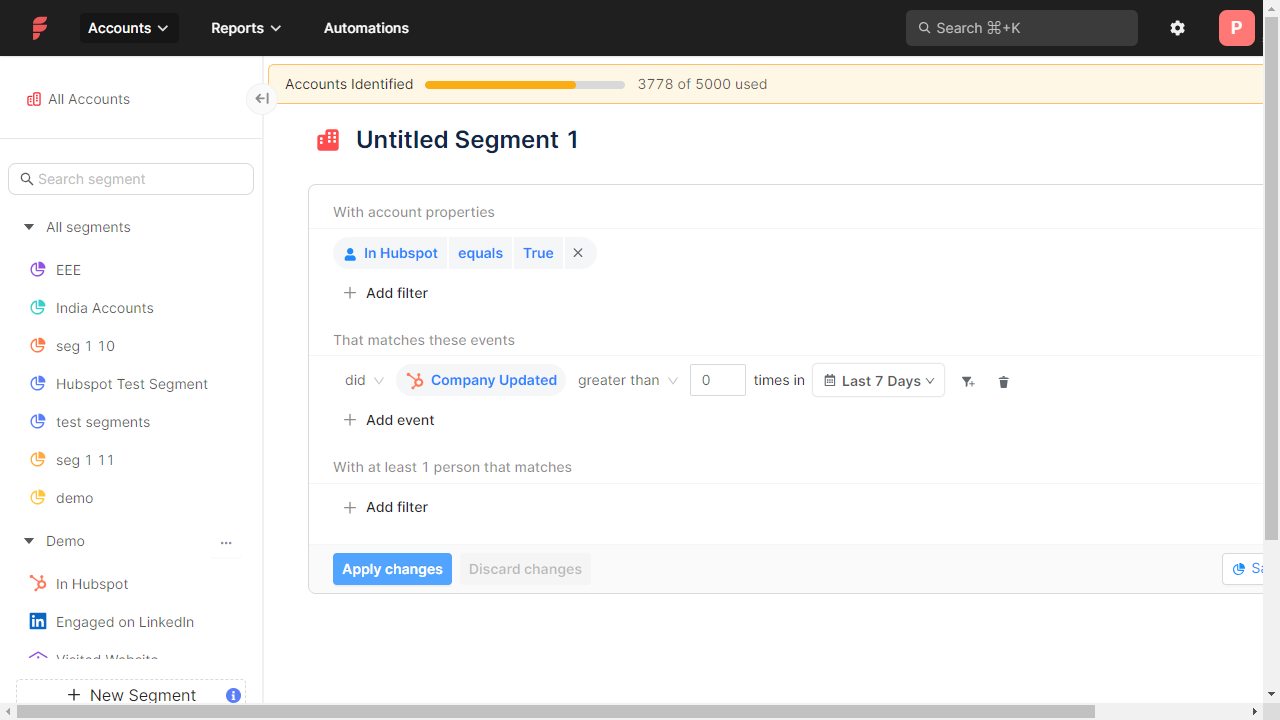 Accounts
Reports
Automations
Search ⌘+K
P
All Accounts
Accounts Identified
3778 of 5000 used
Untitled Segment 1
Search segment
All segments
EEE
India Accounts
seg 1 10
Hubspot Test Segment
test segments
seg 1 11
demo
Demo
In Hubspot
Engaged on LinkedIn
Visited Website
New Segment
With account properties
In Hubspot equals True
Add filter
That matches these events
did Company Updated greater than 0 times in Last 7 Days
Add event
With at least 1 person that matches
Add filter
Apply changes
Discard changes